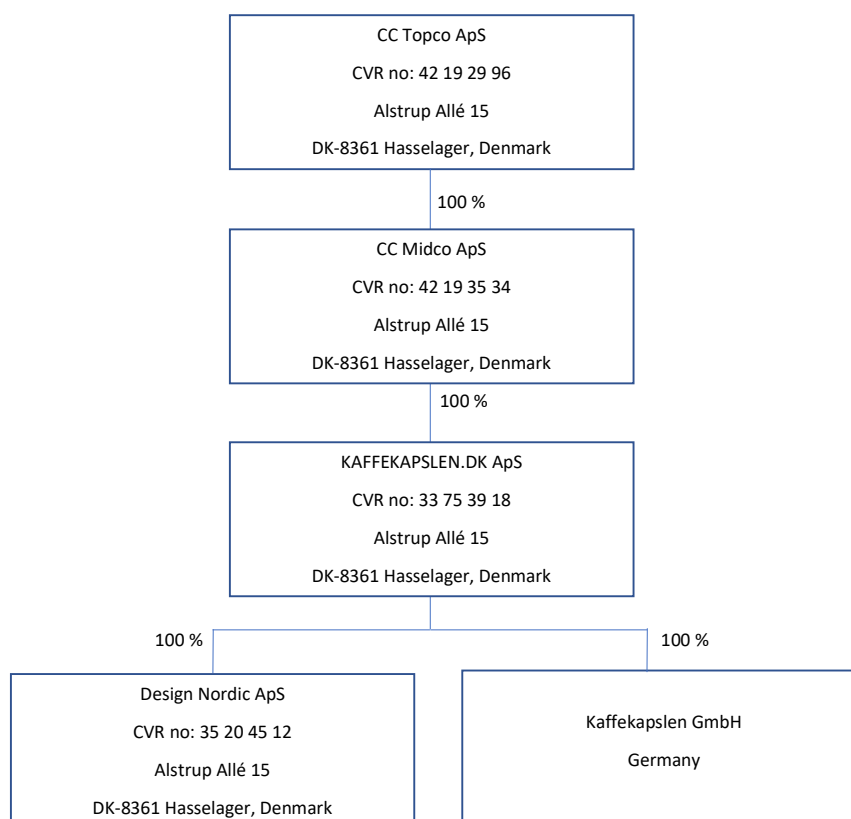 CC Topco ApS
CVR no: 42 19 29 96
Alstrup Allé 15
DK-8361 Hasselager, Denmark
100 %
CC Midco ApS
CVR no: 42 19 35 34
Alstrup Allé 15
DK-8361 Hasselager, Denmark
100 %
KAFFEKAPSLEN.DK ApS
CVR no: 33 75 39 18
Alstrup Allé 15
DK-8361 Hasselager, Denmark
100 %
100 %
Design Nordic ApS
CVR no: 35 20 45 12
Alstrup Allé 15
DK-8361 Hasselager, Denmark
Kaffekapslen GmbH
Germany